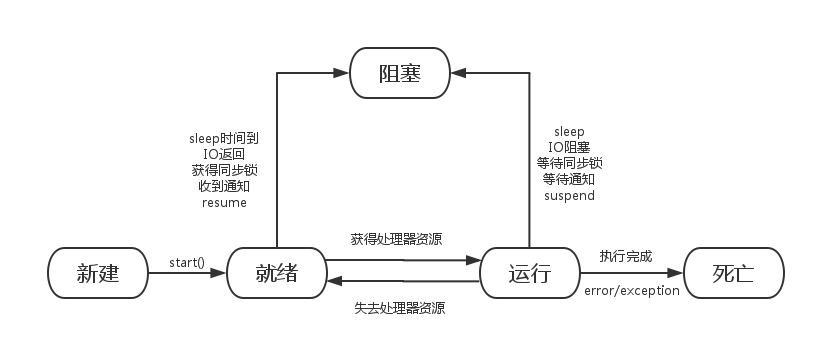 阻塞
sleep时间到
IO返回
获得同步锁
收到通知
resume
sleep
IO阻塞
等待同步锁
等待通知
suspend
新建
start()
就绪
获得处理器资源
失去处理器资源
运行
执行完成
error/exception
死亡